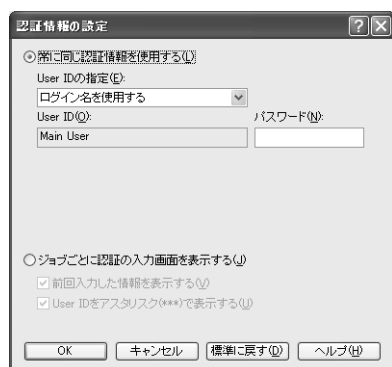 認証情報の設定
常に同じ認証情報を使用する(L)
User IDの指定(E):
ログイン名を使用する
User ID(Q): パスワード(N):
Main User
ジョブごとに認証の入力画面を表示する(J)
前回入力した情報を表示する(V)
User IDをアスタリスク(***)で表示する(U)
OK キャンセル 標準に戻す(D) ヘルプ(H)